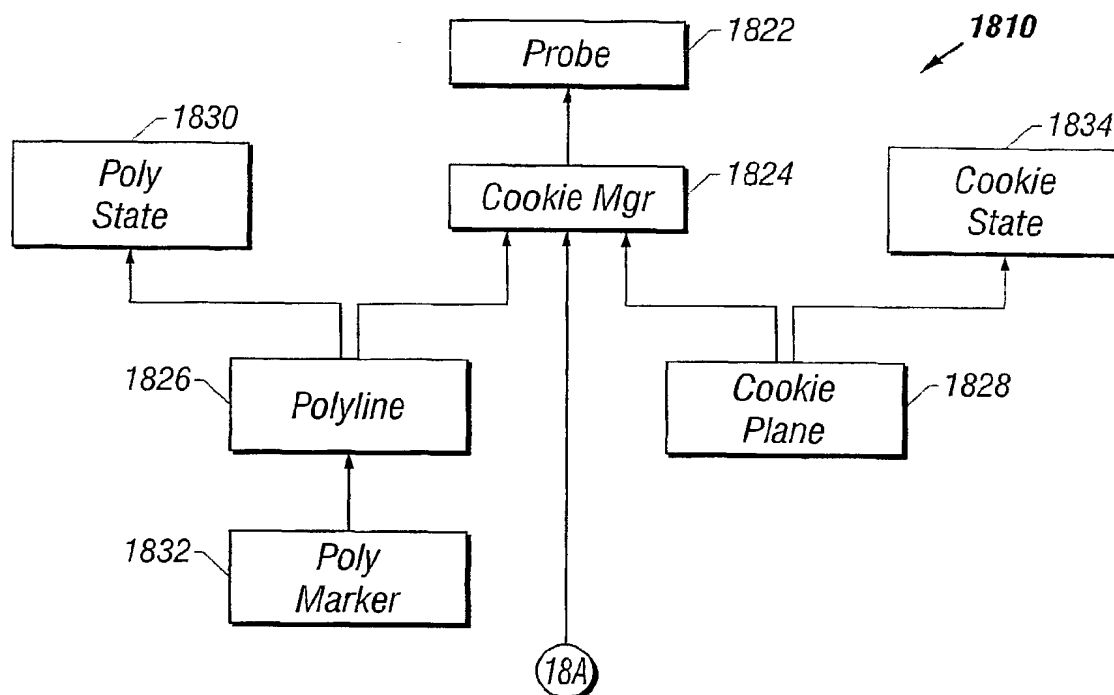 1810
Probe
1822
1830
Poly
State
Cookie Mgr
1824
1834
Cookie
State
1826
Polyline
Cookie
Plane
1828
1832
Poly
Marker
18A